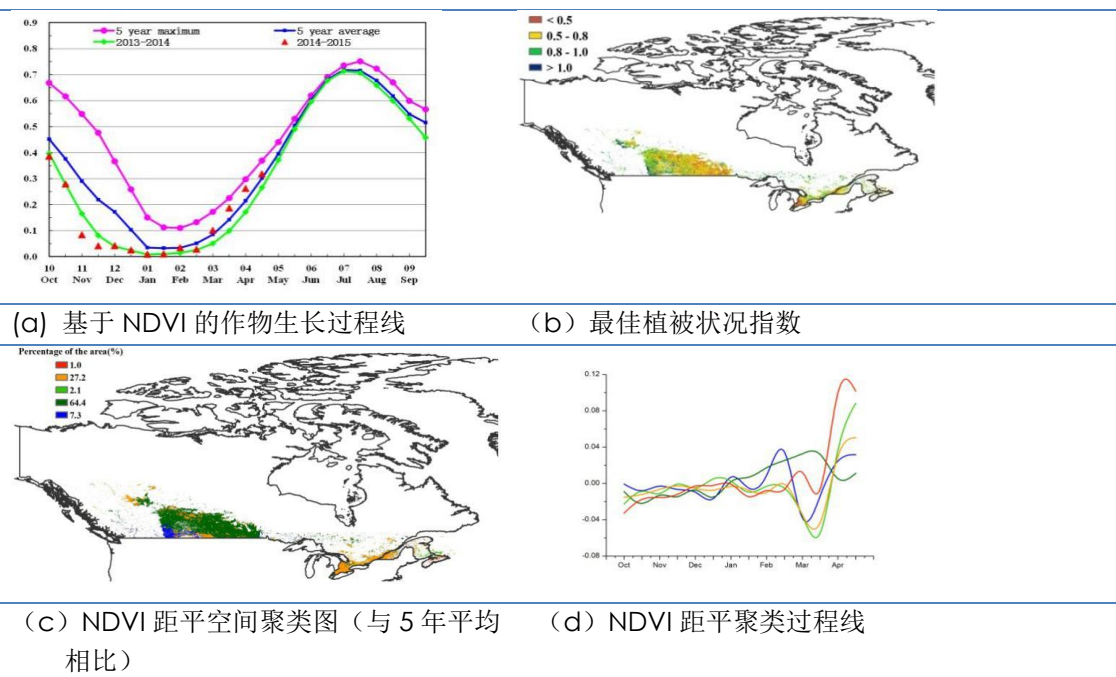 0.9
0.8
0.7
0.6
0.5
0.4
0.3
0.2
0.1
0.0
5 year maximum
5 year average
2013-2014
2014-2015
10 11 12 01 02 03 04 05 06 07 08 09
Oct Nov Dec Jan Feb Mar Apr May Jun Jul Aug Sep
< 0.5
0.5 - 0.8
0.8 - 1.0
> 1.0
(a) 基于 NDVI 的作物生长过程线
（b）最佳植被状况指数
Percentage of the area(%)
1.0
27.2
2.1
64.4
7.3
0.12
0.08
0.04
0.00
-0.04
-0.08
Oct Nov Dec Jan Feb Mar Apr
（c）NDVI 距平空间聚类图（与 5 年平均
相比）
（d）NDVI 距平聚类过程线